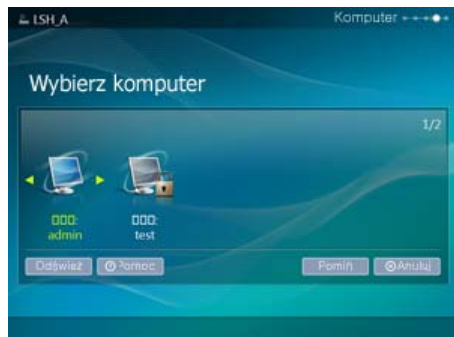 LSH_A
Komputer
Wybierz komputer
1/2
□□□: □□□:
admin test
Odśwież Pomoc Pomiń Anuluj